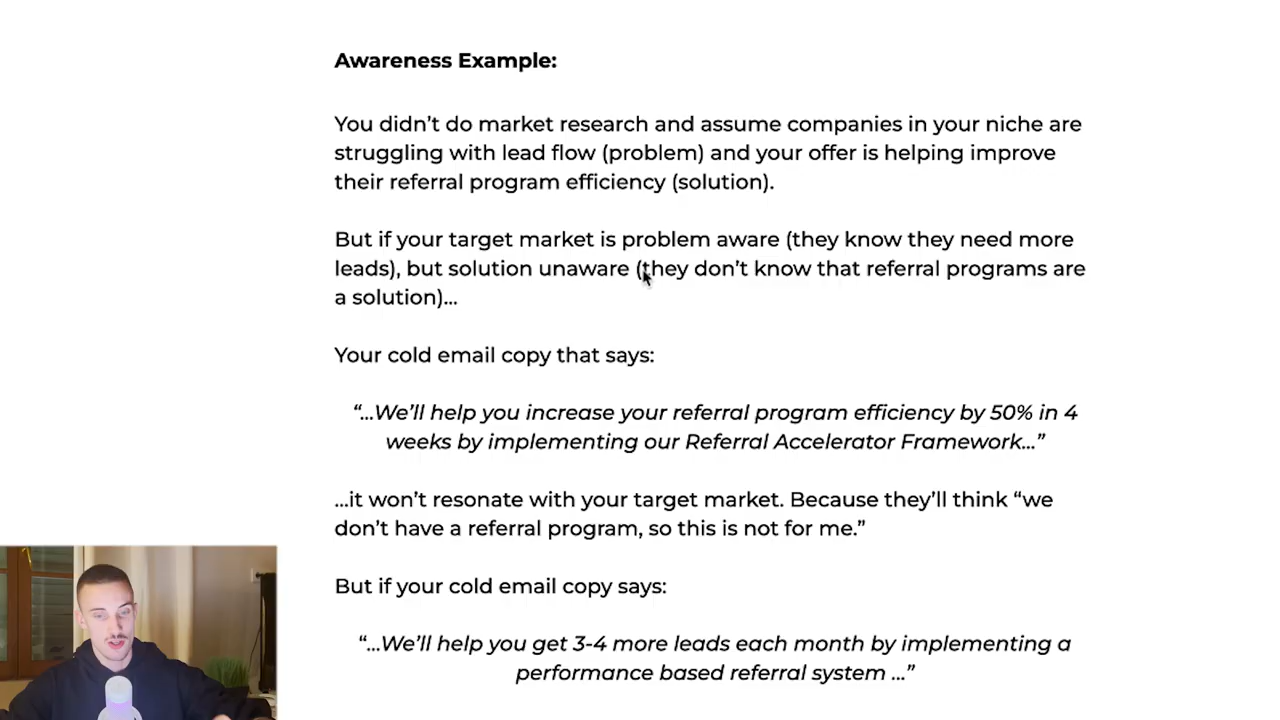 Awareness Example:
You didn’t do market research and assume companies in your niche are
struggling with lead flow (problem) and your offer is helping improve
their referral program efficiency (solution).
But if your target market is problem aware (they know they need more
leads), but solution unaware (they don’t know that referral programs are
a solution)…
Your cold email copy that says:
“…We’ll help you increase your referral program efficiency by 50% in 4
weeks by implementing our Referral Accelerator Framework…”
…it won’t resonate with your target market. Because they’ll think “we
don’t have a referral program, so this is not for me.”
But if your cold email copy says:
“…We’ll help you get 3-4 more leads each month by implementing a
performance based referral system …”